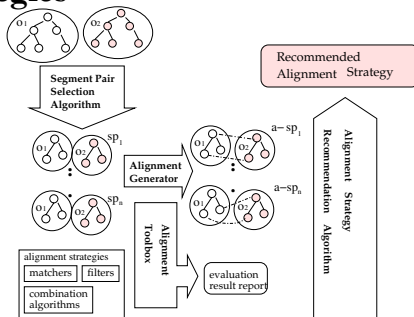 o1
o2
Segment Pair
Selection
Algorithm
Recommended
Alignment Strategy
o1
o2
sp1
o1
o2
spn
Alignment
Generator
o1
o2
a-sp1
o1
o2
a-spn
Alignment
Toolbox
Alignment Strategy
Recommendation Algorithm
alignment strategies
matchers
filters
combination
algorithms
evaluation
result report